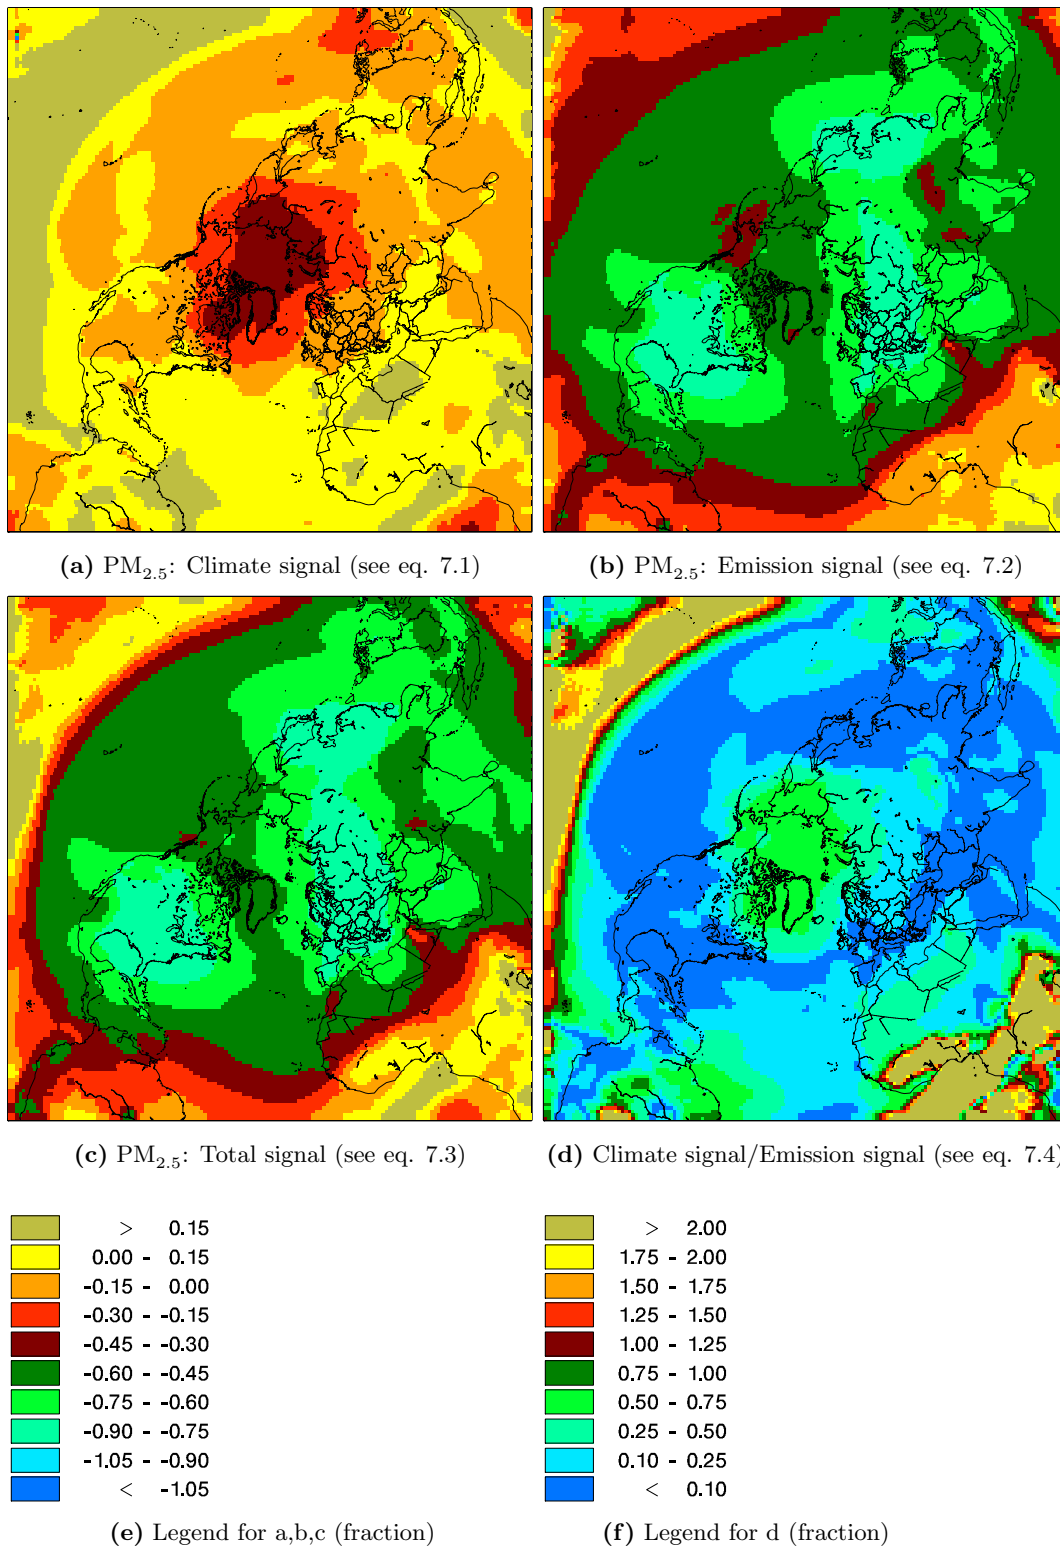 (a) PM2.5: Climate signal (see eq. 7.1)
(b) PM2.5: Emission signal (see eq. 7.2)
(c) PM2.5: Total signal (see eq. 7.3)
(d) Climate signal/Emission signal (see eq. 7.4)
> 0.15
0.00 - 0.15
-0.15 - 0.00
-0.30 - -0.15
-0.45 - -0.30
-0.60 - -0.45
-0.75 - -0.60
-0.90 - -0.75
-1.05 - -0.90
< -1.05
(e) Legend for a,b,c (fraction)
> 2.00
1.75 - 2.00
1.50 - 1.75
1.25 - 1.50
1.00 - 1.25
0.75 - 1.00
0.50 - 0.75
0.25 - 0.50
0.10 - 0.25
< 0.10
(f) Legend for d (fraction)